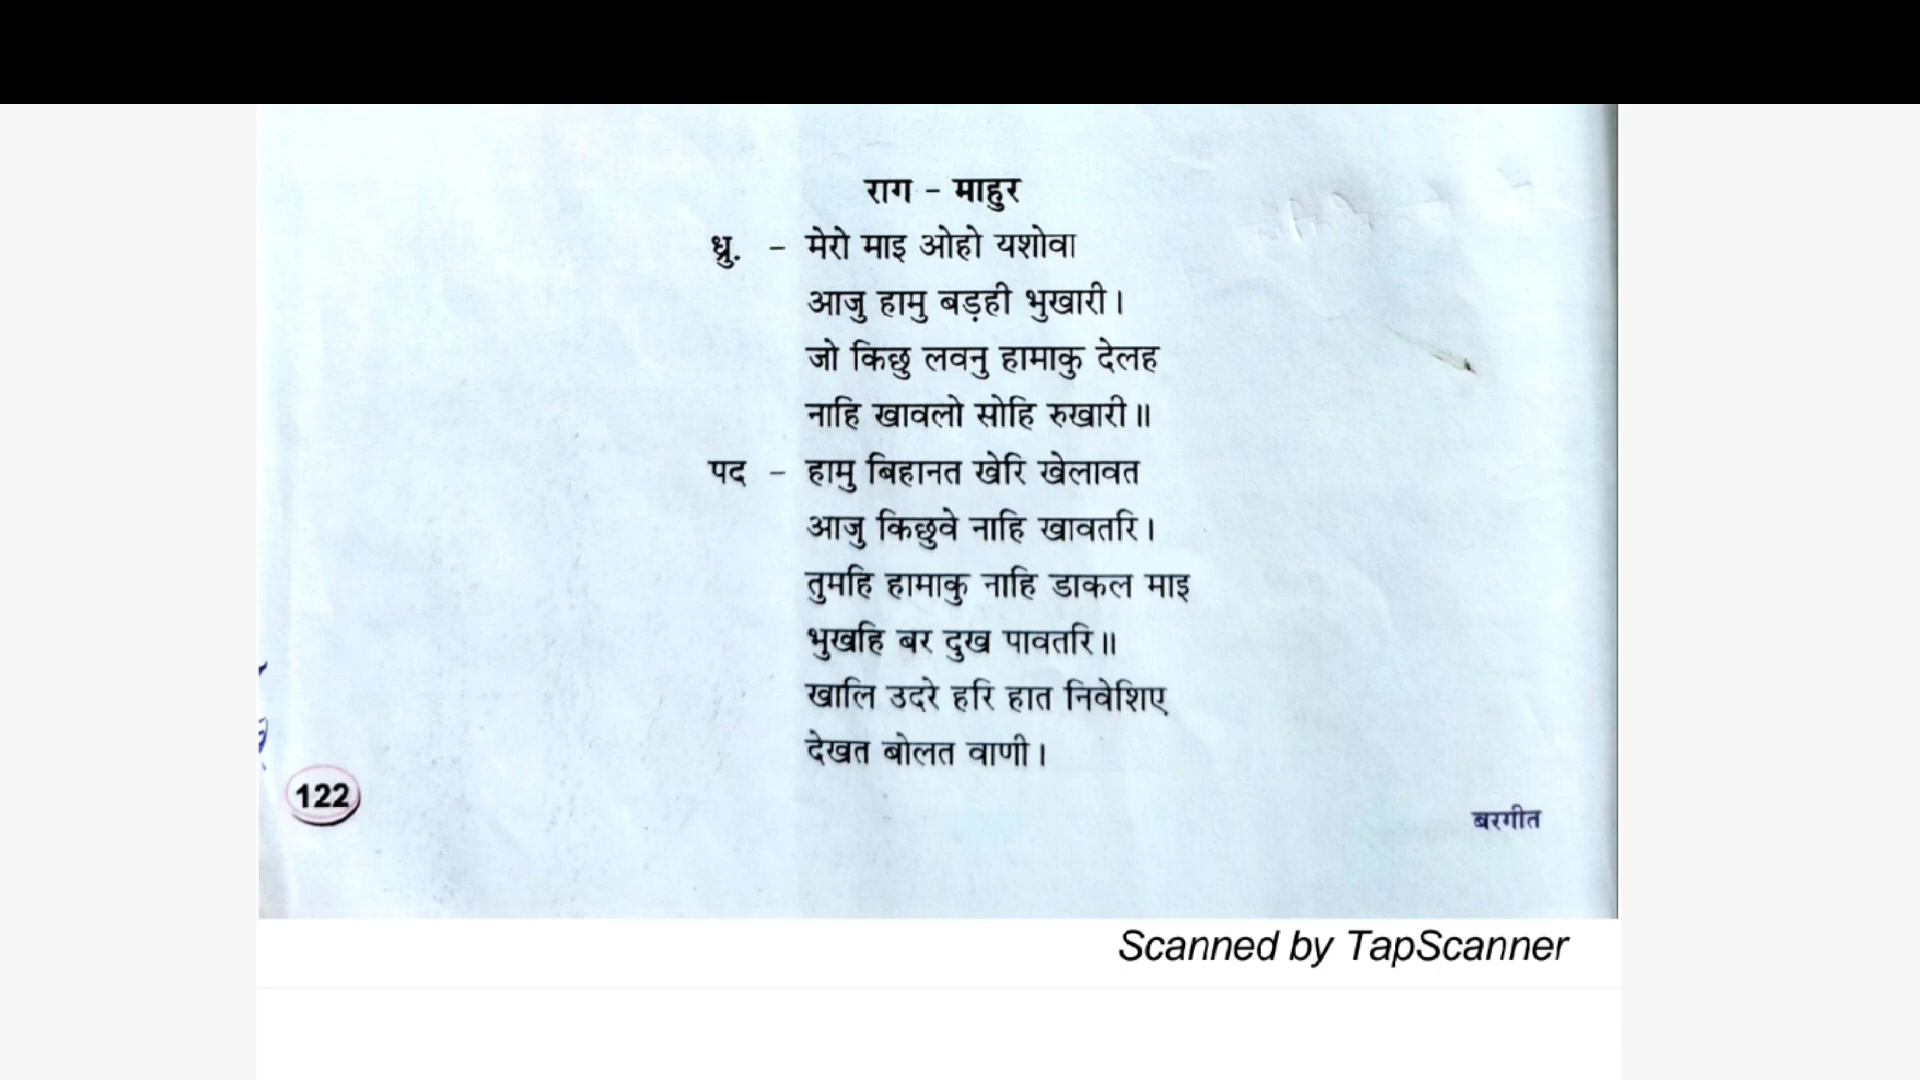 राग - माहुर
ध्रु. - मेरो माइ ओहो यशोवा
आजु हामु बड़ही भुखारी।
जो किछु लवनु हामाकु देलह
नाहि खावलो सोहि रुखारी॥
पद - हामु बिहानत खेरि खेलावत
आजु किछुवे नाहि खावतरि।
तुमहि हामाकु नाहि डाकल माइ
भुखहि बर दुख पावतरि॥
खालि उदरे हरि हात निवेशिए
देखत बोलत वाणी।
122
बरगीत
Scanned by TapScanner